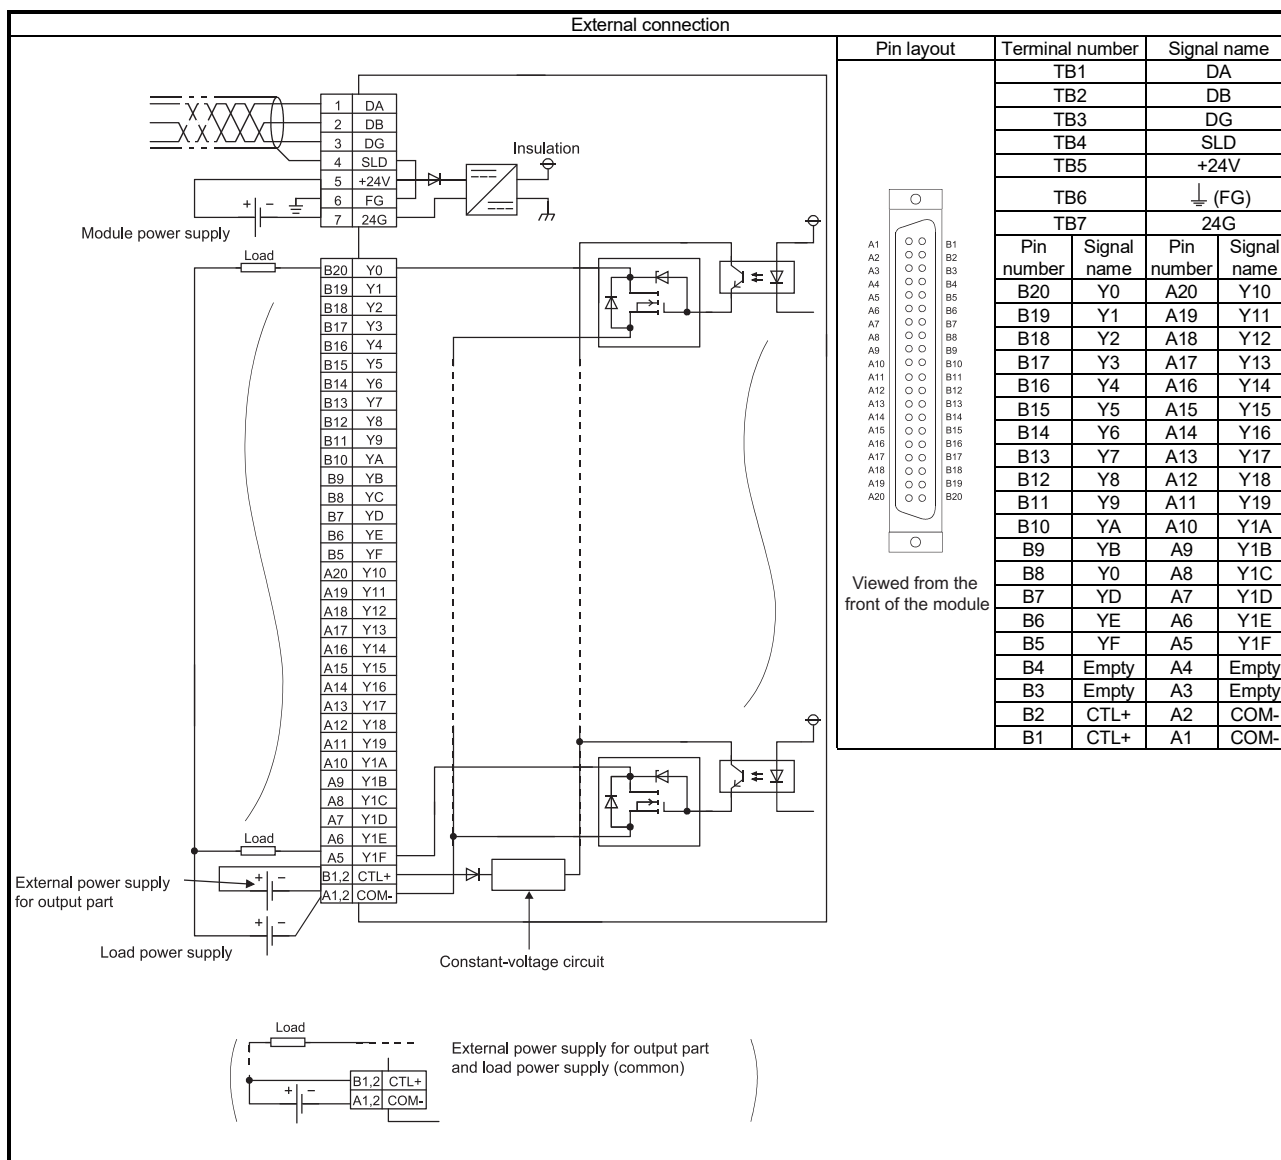 External connection
1 DA
2 DB
3 DG
4 SLD
5 +24V
6 FG
7 24G
Insulation
+ −
Module power supply
Load
B20 Y0
B19 Y1
B18 Y2
B17 Y3
B16 Y4
B15 Y5
B14 Y6
B13 Y7
B12 Y8
B11 Y9
B10 YA
B9 YB
B8 YC
B7 YD
B6 YE
B5 YF
A20 Y10
A19 Y11
A18 Y12
A17 Y13
A16 Y14
A15 Y15
A14 Y16
A13 Y17
A12 Y18
A11 Y19
A10 Y1A
A9 Y1B
A8 Y1C
A7 Y1D
A6 Y1E
A5 Y1F
B1,2 CTL+
A1,2 COM-
Load
External power supply
for output part
+ −
+ −
Load power supply
Constant-voltage circuit
Load
External power supply for output part
and load power supply (common)
+ −
B1,2 CTL+
A1,2 COM-
Pin layout
A1 B1
A2 B2
A3 B3
A4 B4
A5 B5
A6 B6
A7 B7
A8 B8
A9 B9
A10 B10
A11 B11
A12 B12
A13 B13
A14 B14
A15 B15
A16 B16
A17 B17
A18 B18
A19 B19
A20 B20
Viewed from the
front of the module
Terminal number Signal name
TB1 DA
TB2 DB
TB3 DG
TB4 SLD
TB5 +24V
TB6 (FG)
TB7 24G
Pin Signal Pin Signal
number name number name
B20 Y0 A20 Y10
B19 Y1 A19 Y11
B18 Y2 A18 Y12
B17 Y3 A17 Y13
B16 Y4 A16 Y14
B15 Y5 A15 Y15
B14 Y6 A14 Y16
B13 Y7 A13 Y17
B12 Y8 A12 Y18
B11 Y9 A11 Y19
B10 YA A10 Y1A
B9 YB A9 Y1B
B8 Y0 A8 Y1C
B7 YD A7 Y1D
B6 YE A6 Y1E
B5 YF A5 Y1F
B4 Empty A4 Empty
B3 Empty A3 Empty
B2 CTL+ A2 COM-
B1 CTL+ A1 COM-